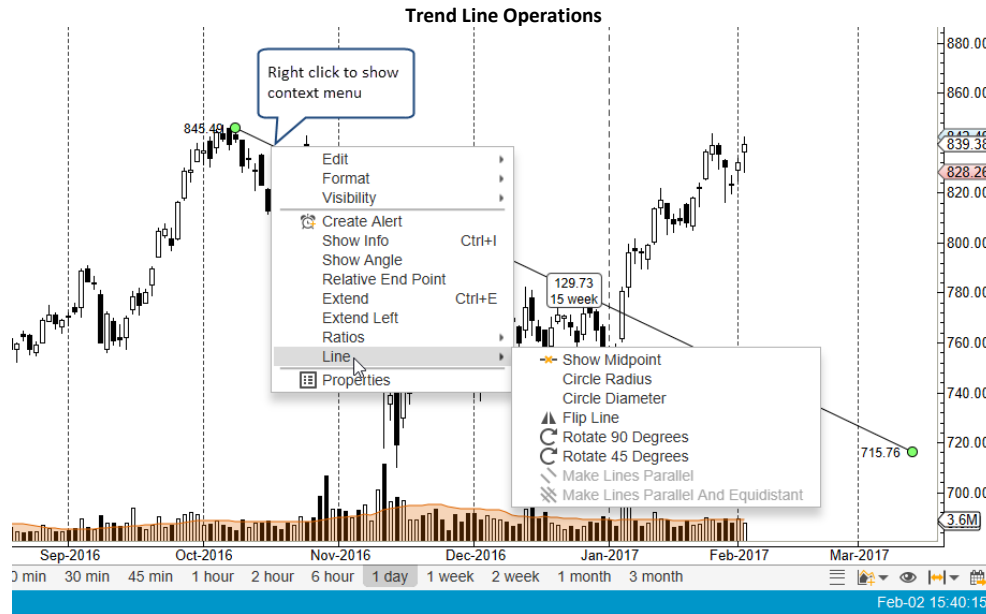 Trend Line Operations
Right click to show
context menu
845.49
880.00
860.00
839.38
828.26
820.00
800.00
780.00
760.00
740.00
720.00
700.00
3.6M
Edit
Format
Visibility
Create Alert
Show Info Ctrl+I
Show Angle
Relative End Point
Extend Ctrl+E
Extend Left
Ratios
Line
Properties
129.73
15 week
Show Midpoint
Circle Radius
Circle Diameter
Flip Line
Rotate 90 Degrees
Rotate 45 Degrees
Make Lines Parallel
Make Lines Parallel And Equidistant
715.76
Sep-2016 Oct-2016 Nov-2016 Dec-2016 Jan-2017 Feb-2017 Mar-2017
0 min 30 min 45 min 1 hour 2 hour 6 hour 1 day 1 week 2 week 1 month 3 month
Feb-02 15:40:15